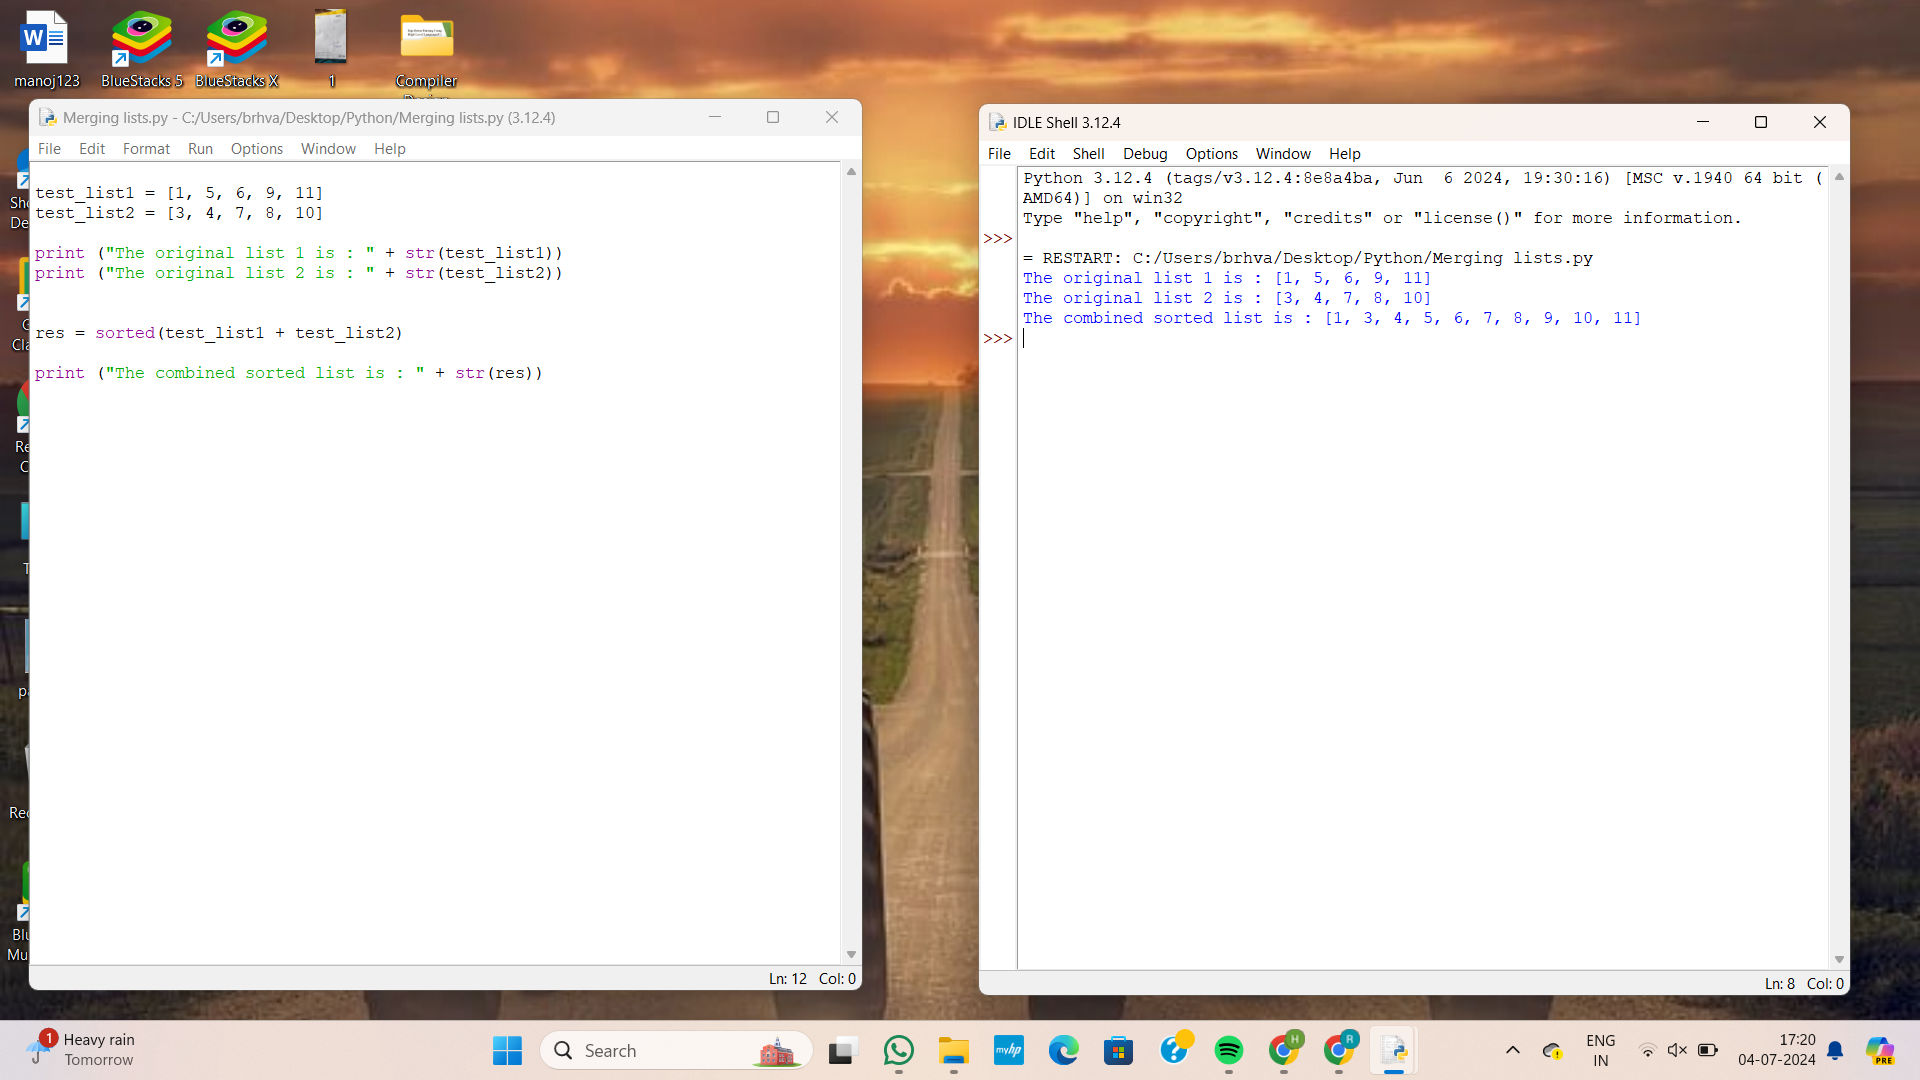 manoj123
BlueStacks 5
BlueStacks X
1
Compiler
Merging lists.py - C:/Users/brhva/Desktop/Python/Merging lists.py (3.12.4)
File Edit Format Run Options Window Help
test_list1 = [1, 5, 6, 9, 11]
test_list2 = [3, 4, 7, 8, 10]
print ("The original list 1 is : " + str(test_list1))
print ("The original list 2 is : " + str(test_list2))
res = sorted(test_list1 + test_list2)
print ("The combined sorted list is : " + str(res))
Ln: 12 Col: 0
IDLE Shell 3.12.4
File Edit Shell Debug Options Window Help
Python 3.12.4 (tags/v3.12.4:8e8a4ba, Jun  6 2024, 19:30:16) [MSC v.1940 64 bit (
AMD64)] on win32
Type "help", "copyright", "credits" or "license()" for more information.
>>>
= RESTART: C:/Users/brhva/Desktop/Python/Merging lists.py
The original list 1 is : [1, 5, 6, 9, 11]
The original list 2 is : [3, 4, 7, 8, 10]
The combined sorted list is : [1, 3, 4, 5, 6, 7, 8, 9, 10, 11]
>>>
Ln: 8 Col: 0
1
Heavy rain
Tomorrow
Search
myhp
H
R
ENG
IN
17:20
04-07-2024
PRE